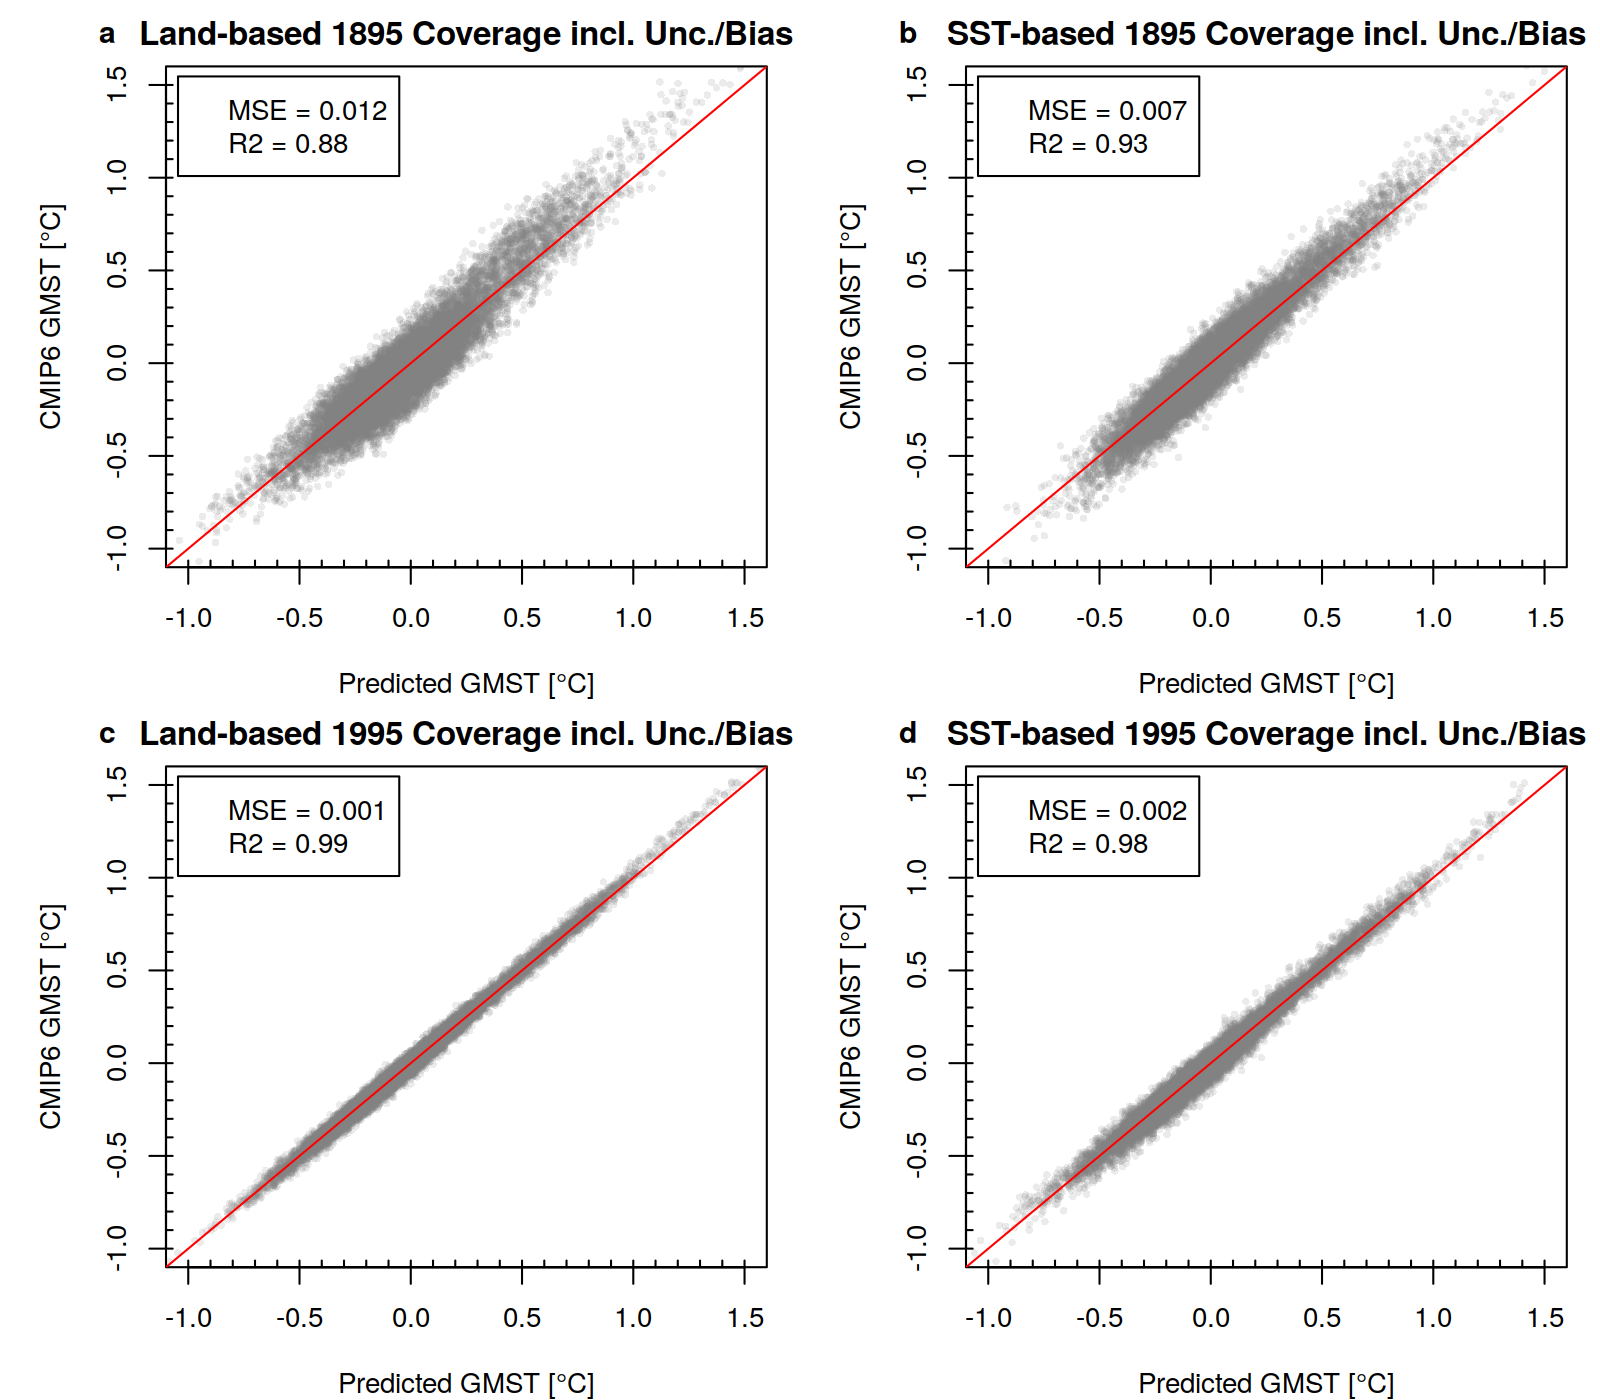 a Land-based 1895 Coverage incl. Unc./Bias
MSE = 0.012
R2 = 0.88
CMIP6 GMST [°C]
1.5
1.0
0.5
0.0
-0.5
-1.0
-1.0 -0.5 0.0 0.5 1.0 1.5
Predicted GMST [°C]
b SST-based 1895 Coverage incl. Unc./Bias
MSE = 0.007
R2 = 0.93
CMIP6 GMST [°C]
1.5
1.0
0.5
0.0
-0.5
-1.0
-1.0 -0.5 0.0 0.5 1.0 1.5
Predicted GMST [°C]
c Land-based 1995 Coverage incl. Unc./Bias
MSE = 0.001
R2 = 0.99
CMIP6 GMST [°C]
1.5
1.0
0.5
0.0
-0.5
-1.0
-1.0 -0.5 0.0 0.5 1.0 1.5
Predicted GMST [°C]
d SST-based 1995 Coverage incl. Unc./Bias
MSE = 0.002
R2 = 0.98
CMIP6 GMST [°C]
1.5
1.0
0.5
0.0
-0.5
-1.0
-1.0 -0.5 0.0 0.5 1.0 1.5
Predicted GMST [°C]